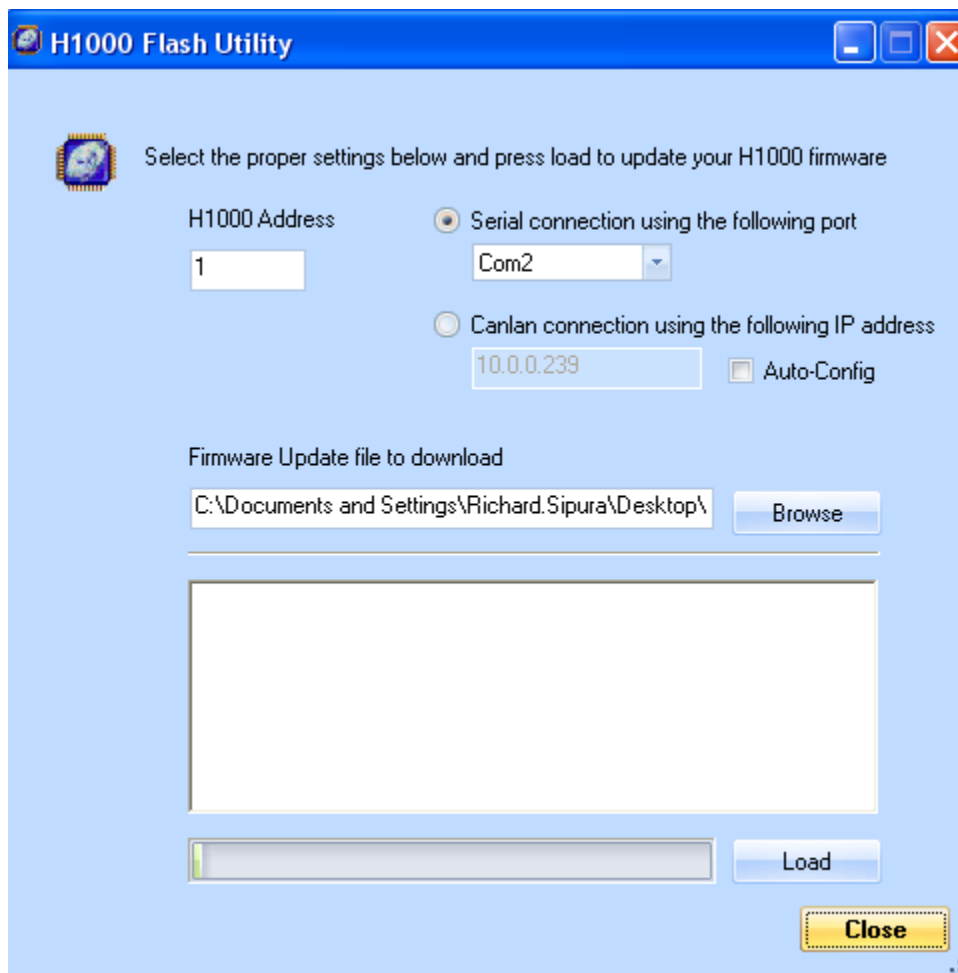 H1000 Flash Utility
Select the proper settings below and press load to update your H1000 firmware
H1000 Address
1
Serial connection using the following port
Com2
Canlan connection using the following IP address
10.0.0.239
Auto-Config
Firmware Update file to download
C:\Documents and Settings\Richard.Sipura\Desktop\
Browse
Load
Close